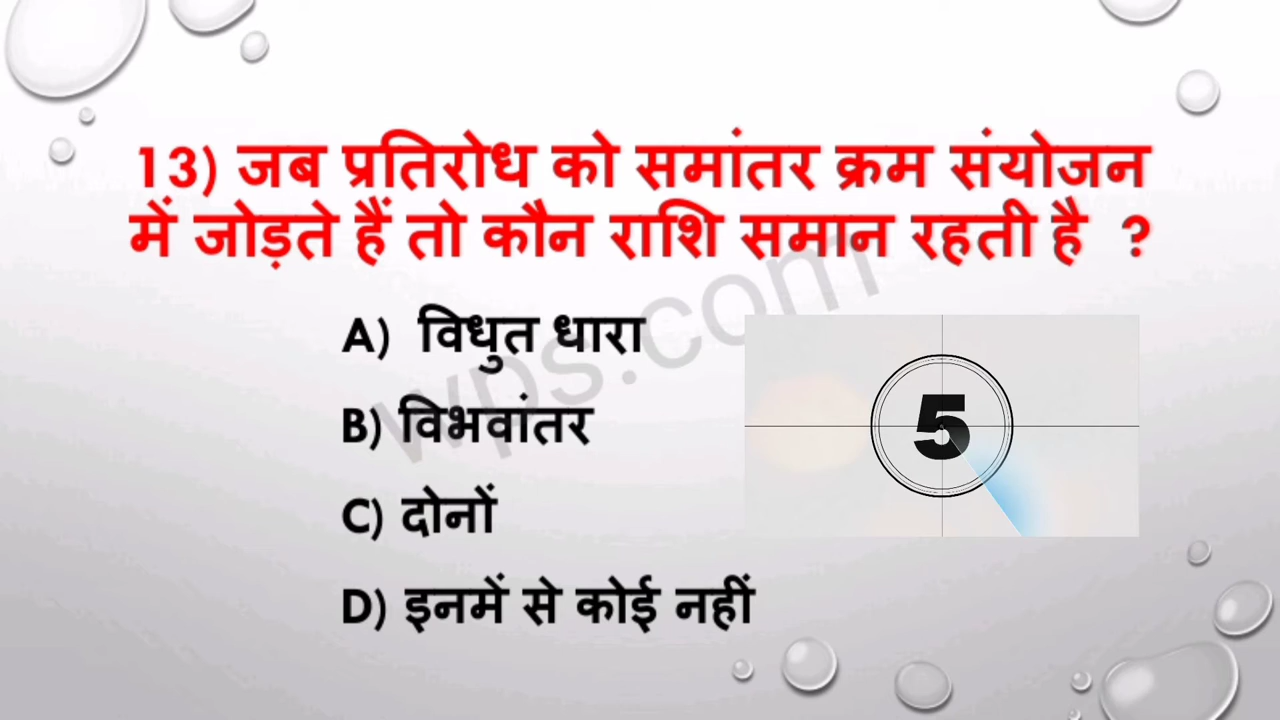 13) जब प्रतिरोध को समांतर क्रम संयोजन
में जोड़ते हैं तो कौन राशि समान रहती है ?
A) विधुत धारा
B) विभवांतर
C) दोनों
D) इनमें से कोई नहीं
5
wps.com